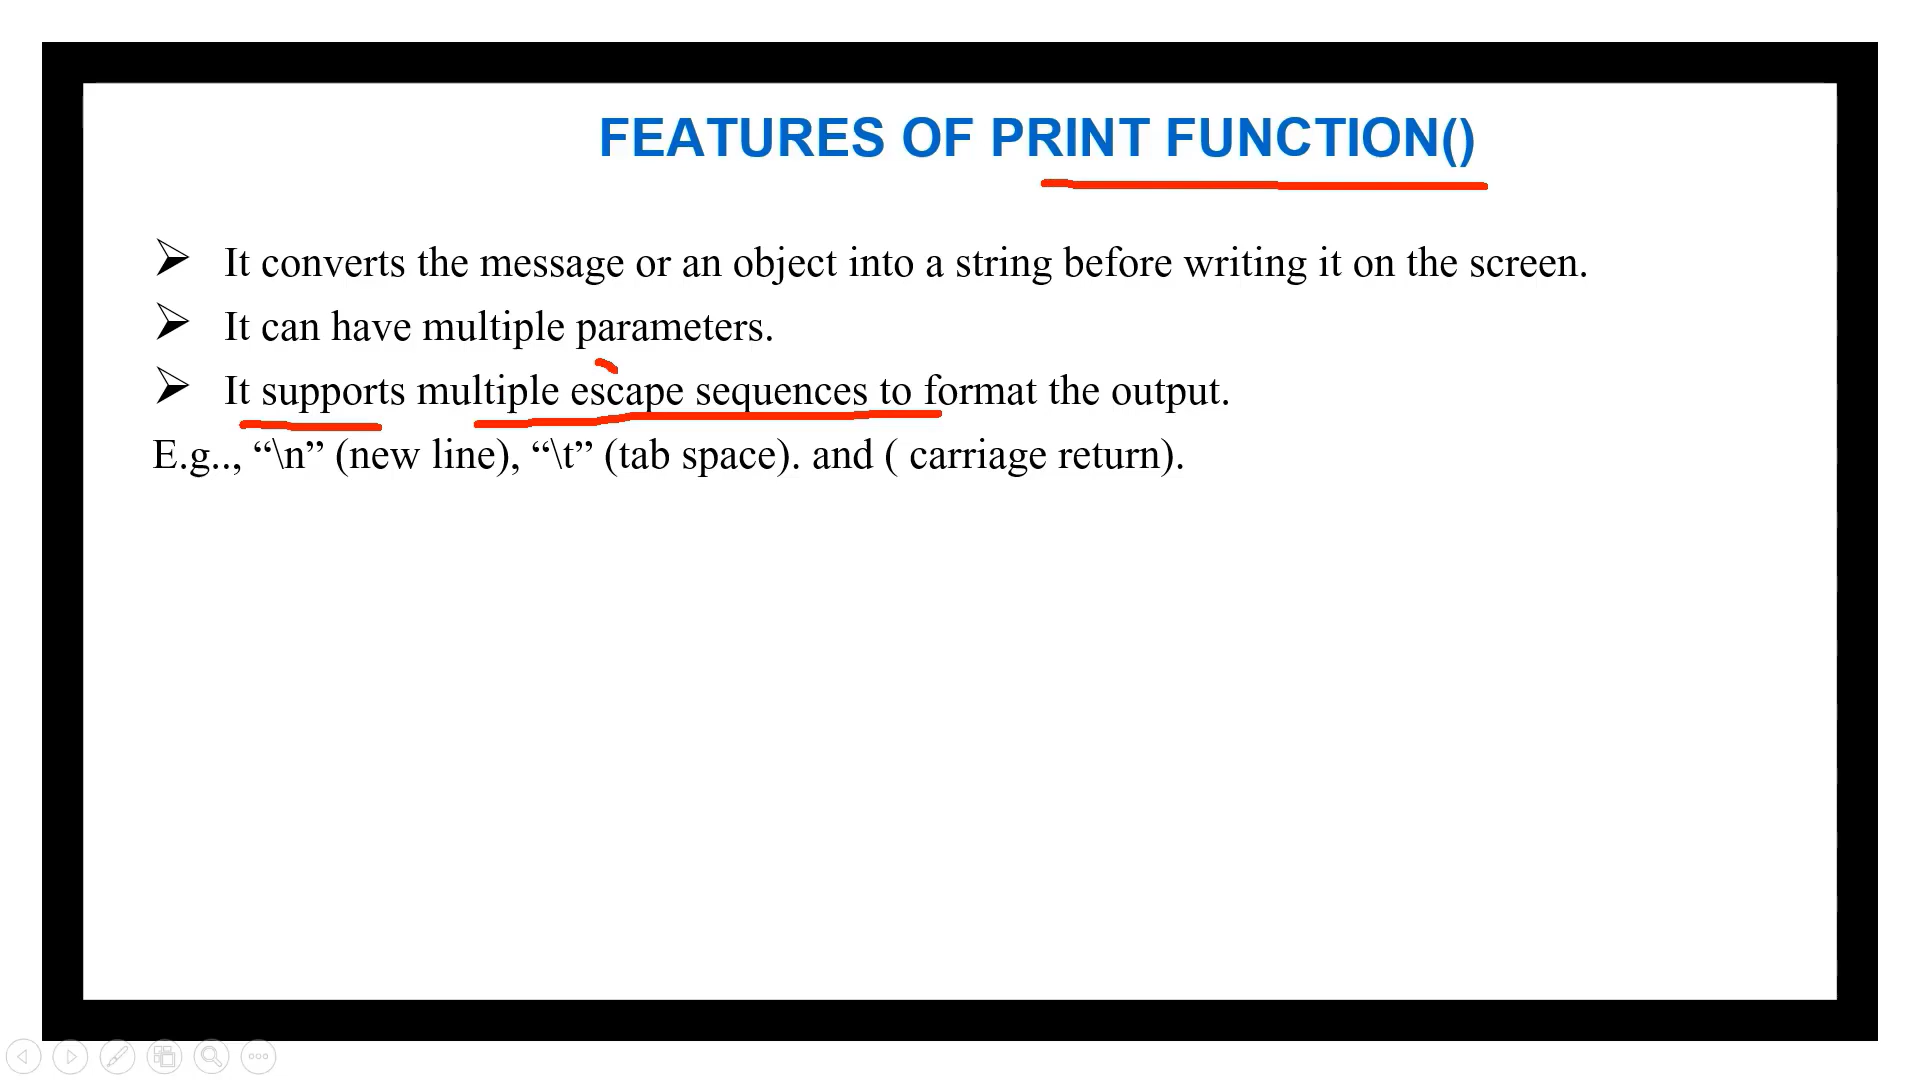 FEATURES OF PRINT FUNCTION()
It converts the message or an object into a string before writing it on the screen.
It can have multiple parameters.
It supports multiple escape sequences to format the output.
E.g.., “\n” (new line), “\t” (tab space). and ( carriage return).